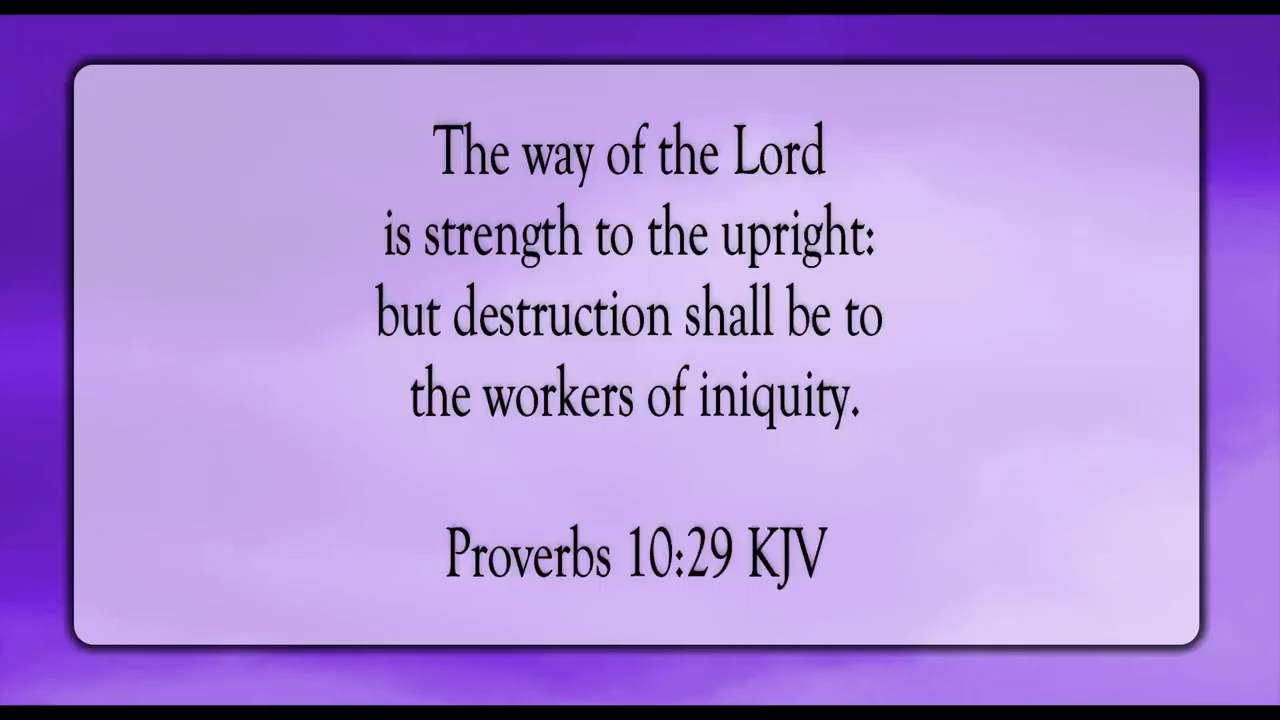 The way of the Lord
is strength to the upright:
but destruction shall be to
the workers of iniquity.
Proverbs 10:29 KJV